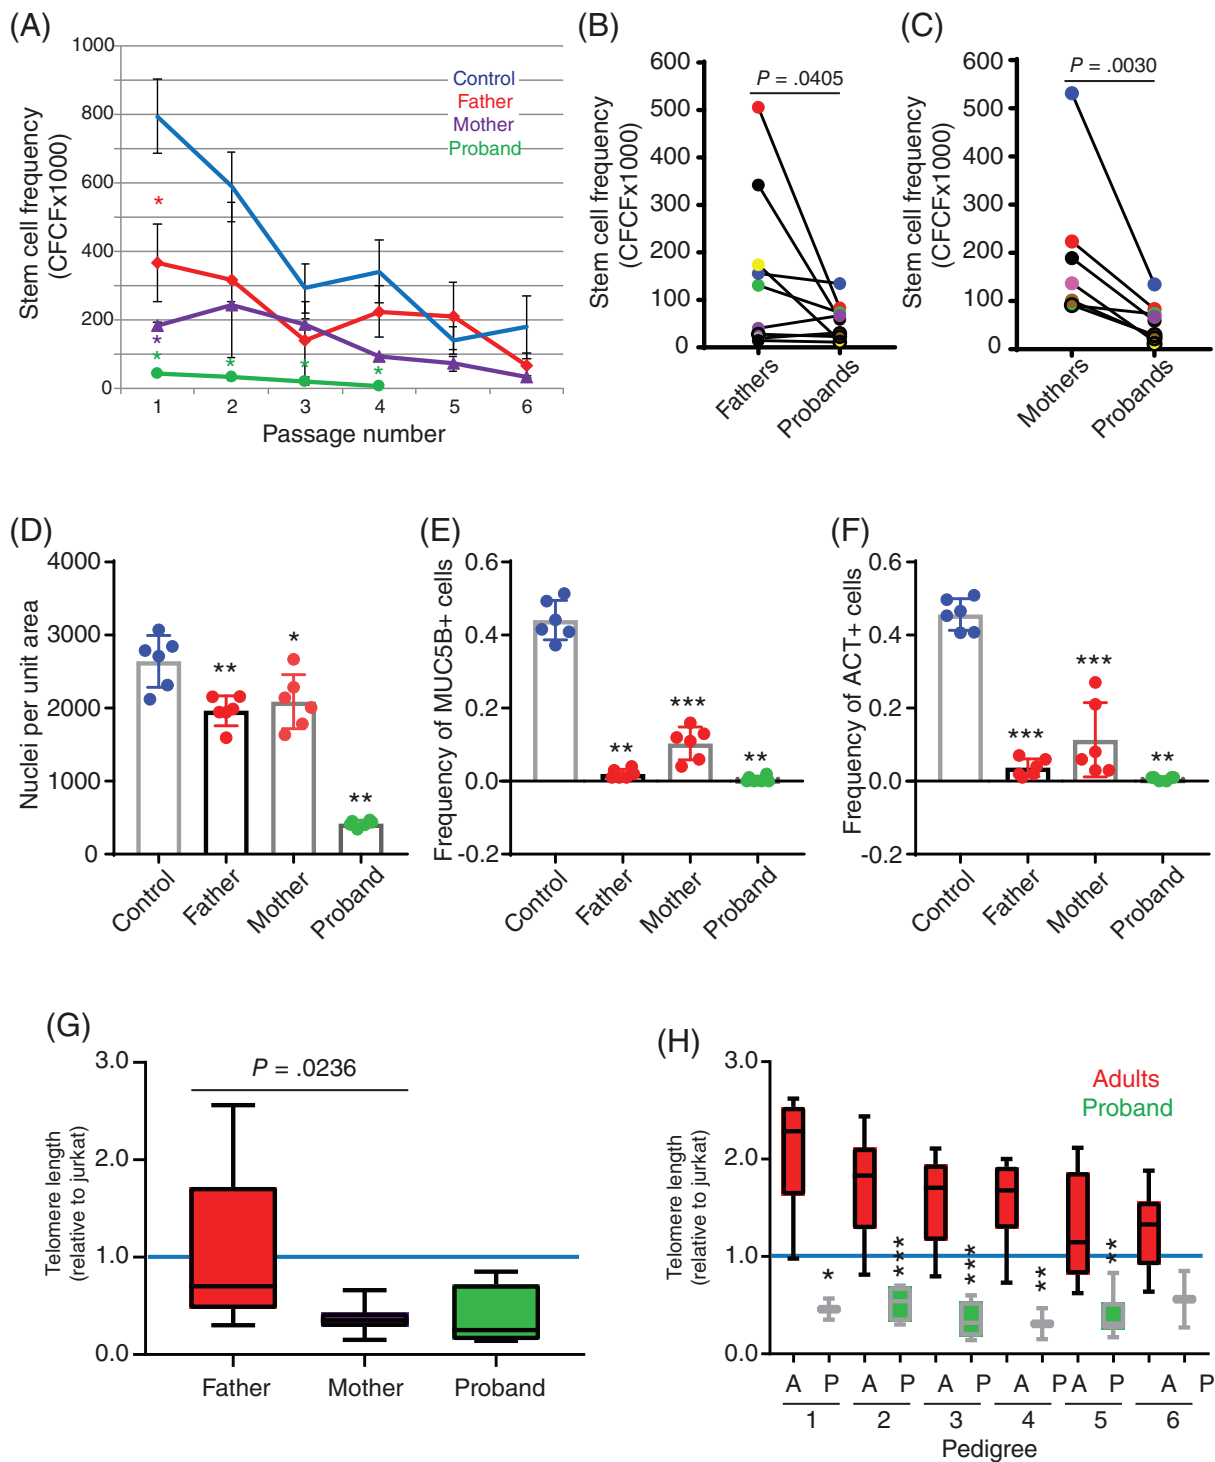 (A)
Stem cell frequency
(CFCFx1000)
1000
800
600
400
200
0
Control
Father
Mother
Proband
*
*
*
*
*
*
1
2
3
4
5
6
Passage number
(B)
Stem cell frequency
(CFCFx1000)
600
500
400
300
200
100
0
P = .0405
Fathers
Probands
(C)
Stem cell frequency
(CFCFx1000)
600
500
400
300
200
100
0
P = .0030
Mothers
Probands
(D)
Nuclei per unit area
4000
3000
2000
1000
0
**
*
**
Control
Father
Mother
Proband
(E)
Frequency of MUC5B+ cells
0.6
0.4
0.2
0.0
-0.2
**
***
**
Control
Father
Mother
Proband
(F)
Frequency of ACT+ cells
0.6
0.4
0.2
0.0
-0.2
***
***
**
Control
Father
Mother
Proband
(G)
Telomere length
(relative to jurkat)
3.0
2.0
1.0
0.0
P = .0236
Father
Mother
Proband
(H)
Telomere length
(relative to jurkat)
3.0
2.0
1.0
0.0
Adults
Proband
*
***
***
**
**
A P A P A P A P A P A P
1 2 3 4 5 6
Pedigree